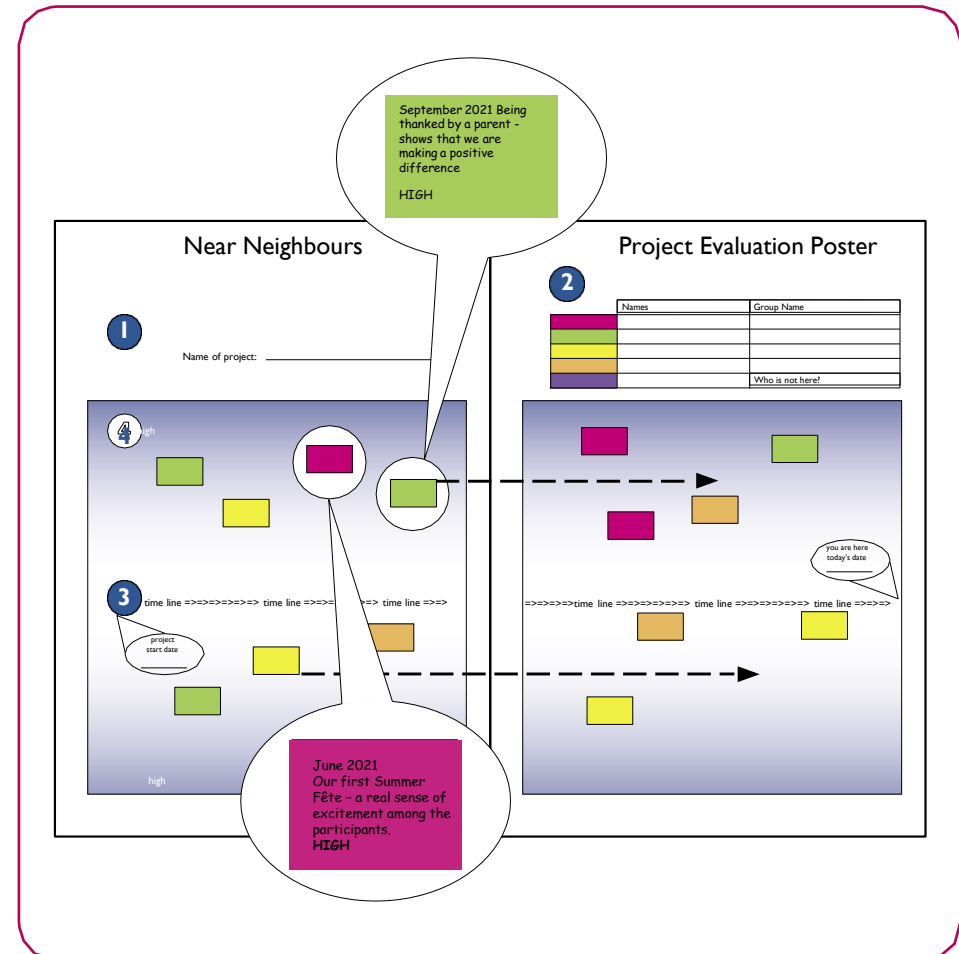 September 2021 Being
thanked by a parent -
shows that we are
making a positive
difference
HIGH
Near Neighbours
Project Evaluation Poster
2
Names
Group Name
1
Name of project:
Who is not here?
4
high
you are here
today's date
3
time line =>=>=>=>=>=> time line =>=>=> time line =>=>
=>=>=>=>time line =>=>=>=>=>=> time line =>=>=>=>=>=> time line =>=>=>
project
start date
high
June 2021
Our first Summer
Fête – a real sense of
excitement among the
participants.
HIGH